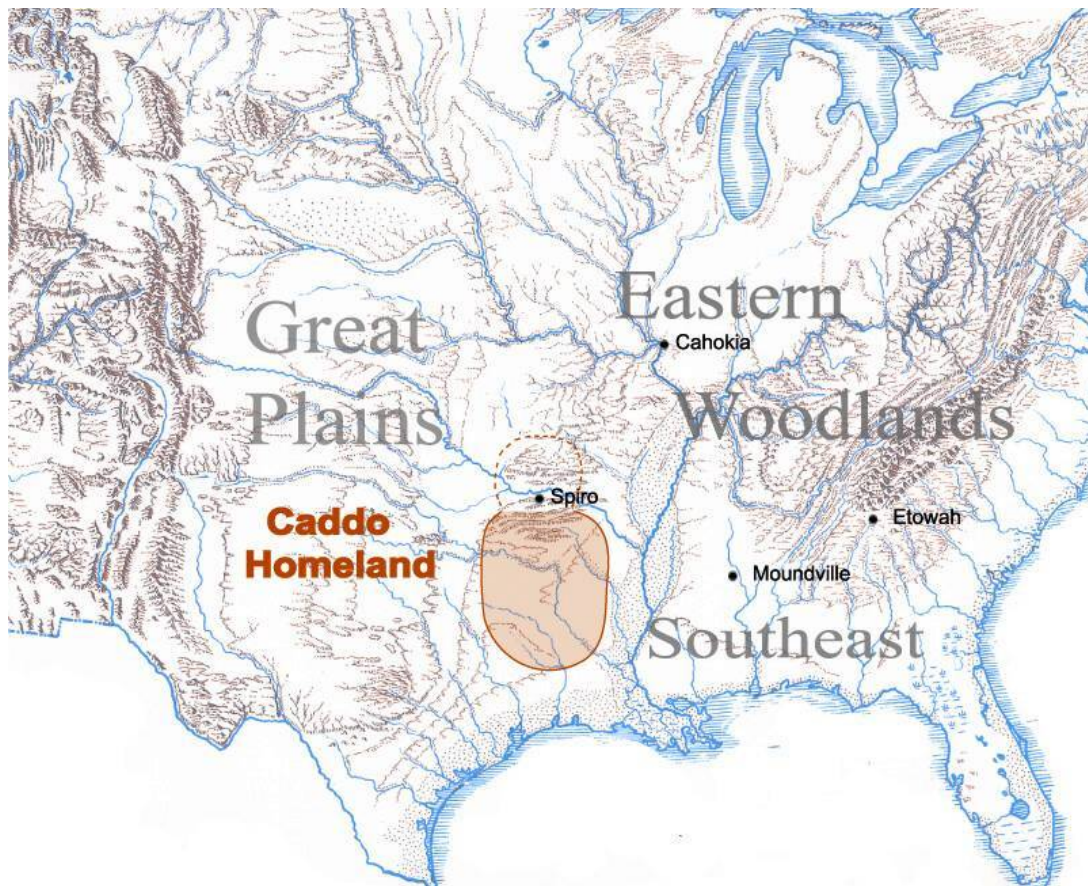 Great
Plains
Eastern
Cahokia
Woodlands
Spiro
Caddo
Homeland
Etowah
Moundville
Southeast